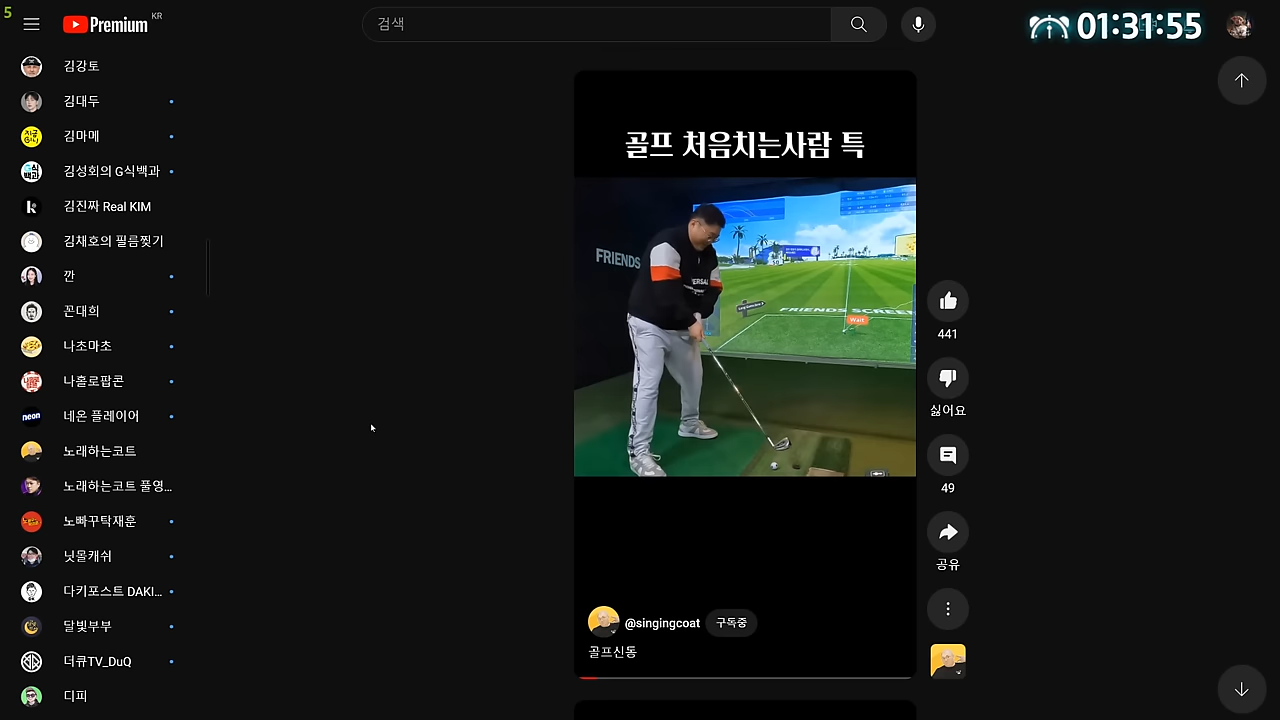 5
Premium KR
검색
01:31:55
김강토
김대두
김마메
김성회의 G식백과
김진짜 Real KIM
김채호의 필름찢기
깐
꼰대희
나초마초
나홀로팝콘
neon 네온 플레이어
노래하는코트
노래하는코트 풀영...
노빠꾸탁재훈
닛몰캐쉬
다키포스트 DAKI...
달빛부부
더큐TV_DuQ
디피
골프 처음치는사람 특
FRIENDS
FRIENDS SCREEN
Wait
441
싫어요
49
공유
@singingcoat 구독중
골프신동